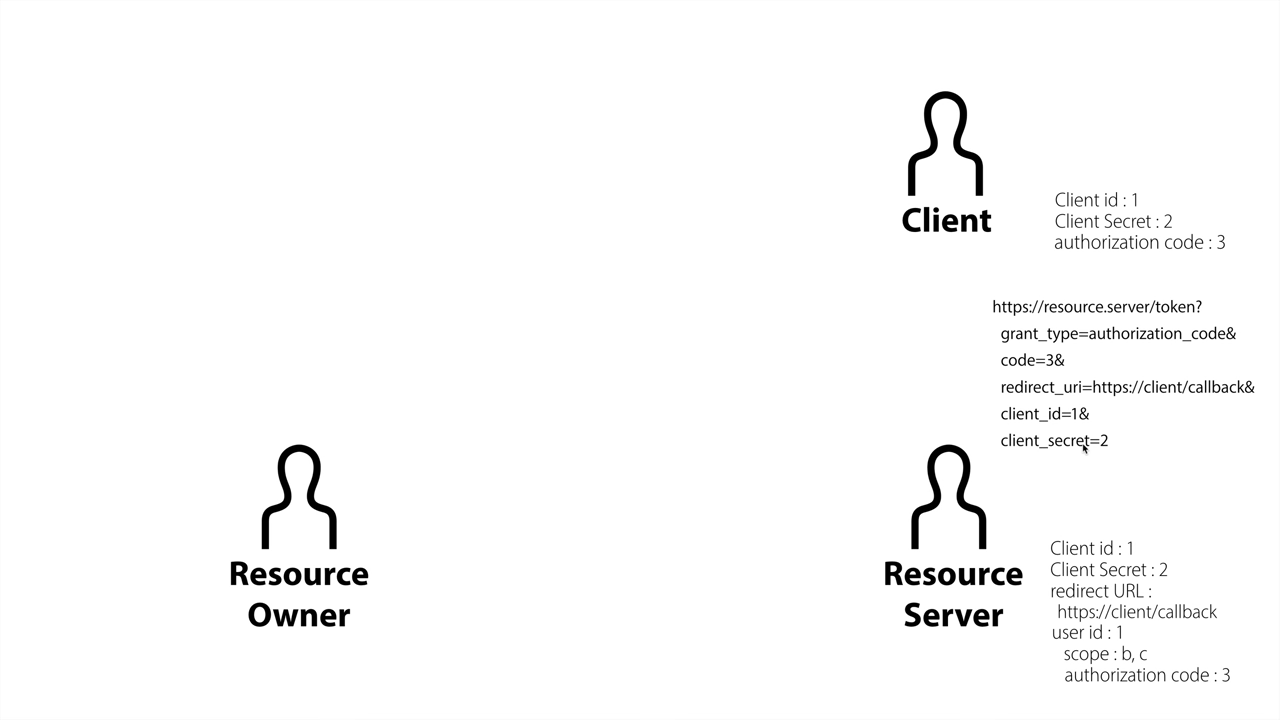 Client
Client id : 1
Client Secret : 2
authorization code : 3
https://resource.server/token?
grant_type=authorization_code&
code=3&
redirect_uri=https://client/callback&
client_id=1&
client_secret=2
Resource
Owner
Resource
Server
Client id : 1
Client Secret : 2
redirect URL :
https://client/callback
user id : 1
scope : b, c
authorization code : 3